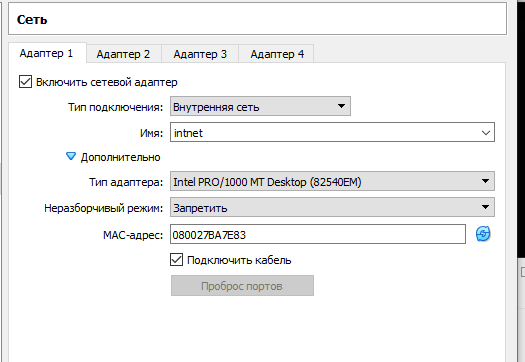 Сеть
Адаптер 1 Адаптер 2 Адаптер 3 Адаптер 4
Включить сетевой адаптер
Тип подключения: Внутренняя сеть
Имя: intnet
Дополнительно
Тип адаптера: Intel PRO/1000 MT Desktop (82540EM)
Неразборчивый режим: Запретить
MAC-адрес: 080027BA7E83
Подключить кабель
Проброс портов